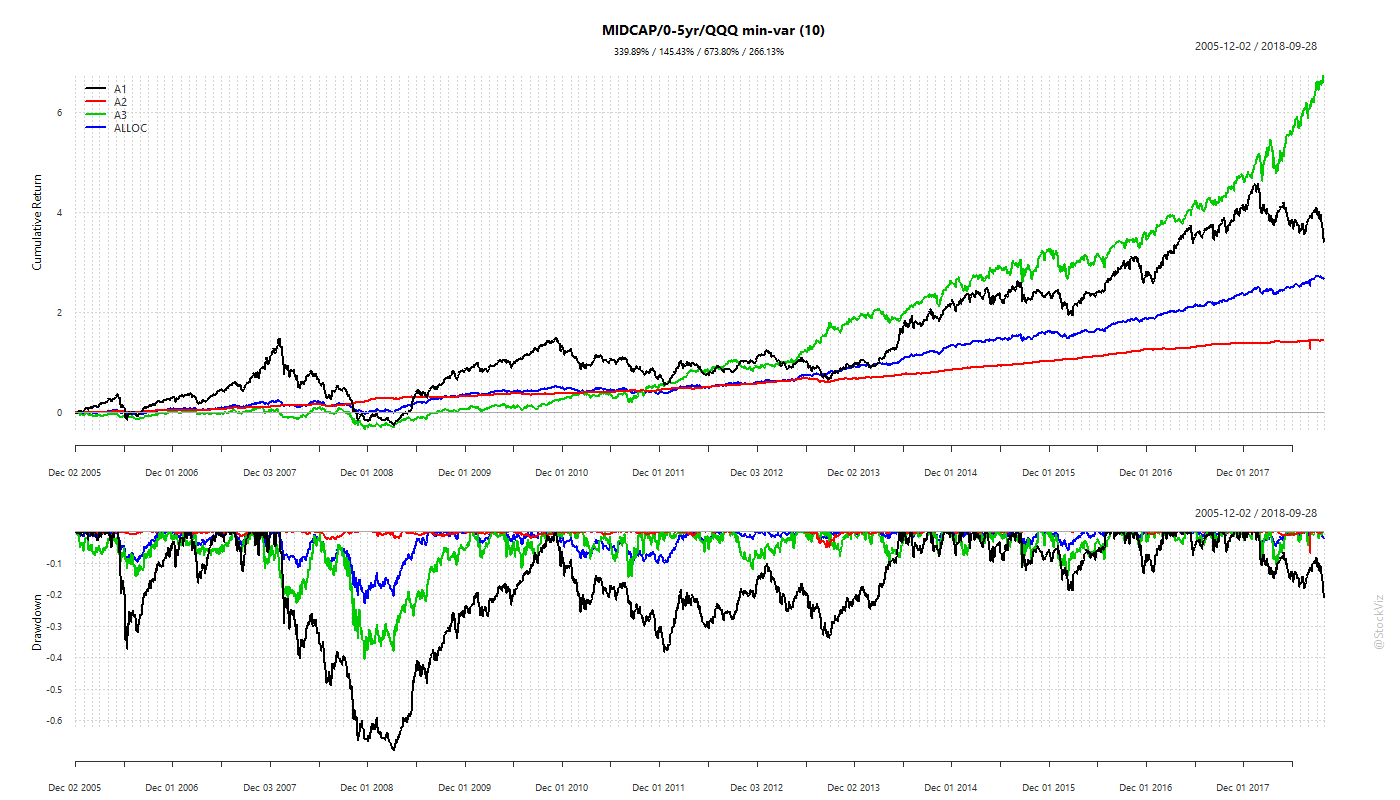 MIDCAP/0-5yr/QQQ min-var (10)
339.89% / 145.43% / 673.80% / 266.13%
2005-12-02 / 2018-09-28
A1
A2
A3
ALLOC
Cumulative Return
6
4
2
0
Dec 02 2005 Dec 01 2006 Dec 03 2007 Dec 01 2008 Dec 01 2009 Dec 01 2010 Dec 01 2011 Dec 03 2012 Dec 02 2013 Dec 01 2014 Dec 01 2015 Dec 01 2016 Dec 01 2017
2005-12-02 / 2018-09-28
Drawdown
-0.1
-0.2
-0.3
-0.4
-0.5
-0.6
Dec 02 2005 Dec 01 2006 Dec 03 2007 Dec 01 2008 Dec 01 2009 Dec 01 2010 Dec 01 2011 Dec 03 2012 Dec 02 2013 Dec 01 2014 Dec 01 2015 Dec 01 2016 Dec 01 2017
@StockViz